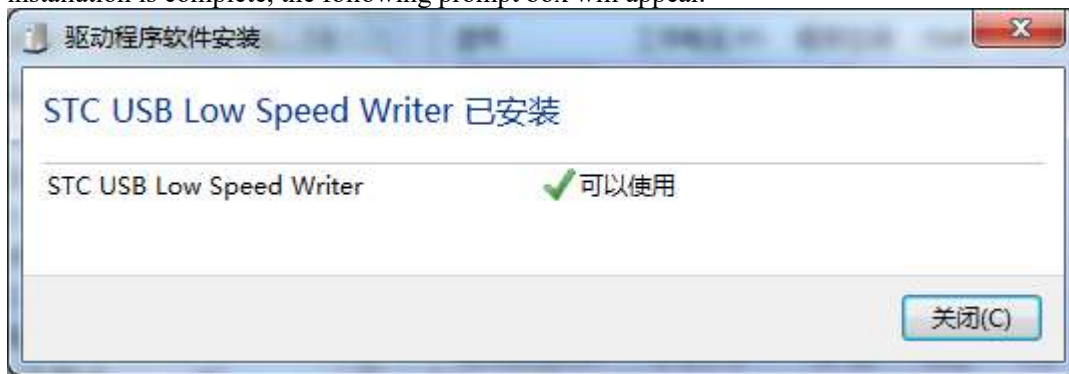 installation is complete, the following prompt box will appear.
驱动程序软件安装
STC USB Low Speed Writer 已安装
STC USB Low Speed Writer 可以使用
关闭(C)